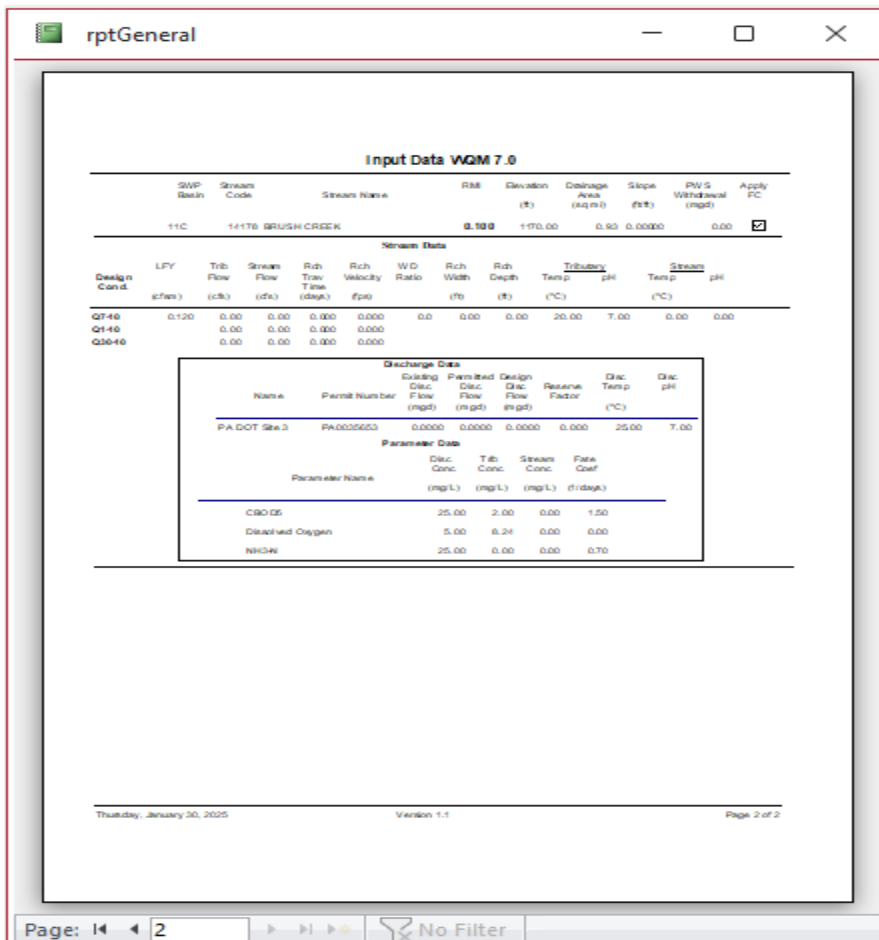 rptGeneral
Input Data WQM 7.0
SWP Basin Stream Code Stream Name RMI Elevation (ft) Drainage Area (sq mi) Slope (ft/ft) PWS Withdrawal (mgd) Apply FC
11C 14170 BRUSH CREEK 0.100 1170.00 0.93 0.00000 0.00
Stream Data
Design Cond. LFY (cfsm) Trib Flow (cfs) Stream Flow (cfs) Rch Trav Time (days) Rch Velocity (fps) WD Ratio Rch Width (ft) Rch Depth (ft) Tributary Temp (°C) pH Stream Temp (°C) pH
Q7-10 0.120 0.00 0.00 0.000 0.000 0.0 0.00 0.00 20.00 7.00 0.00 0.00
Q1-10 0.00 0.00 0.000 0.000
Q30-10 0.00 0.00 0.000 0.000
Discharge Data
Name Permit Number Existing Disc Flow (mgd) Permitted Disc Flow (mgd) Design Disc Flow (mgd) Reserve Factor Disc Temp (°C) Disc pH
PA DOT Site 3 PA0035653 0.0000 0.0000 0.0000 0.000 25.00 7.00
Parameter Data
Parameter Name Disc Conc (mg/L) Trib Conc (mg/L) Stream Conc (mg/L) Fate Coef (1/days)
CBOD5 25.00 2.00 0.00 1.50
Dissolved Oxygen 5.00 8.24 0.00 0.00
NH3-N 25.00 0.00 0.00 0.70
Thursday, January 30, 2025 Version 1.1 Page 2 of 2
Page: 2 No Filter